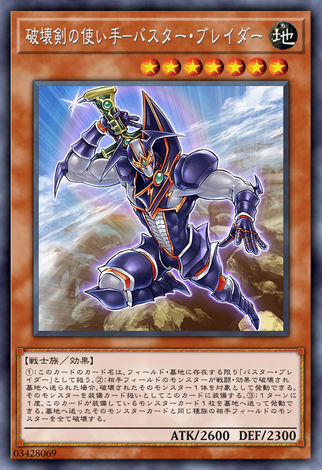 破壊剣の使い手－バスター・ブレイダー
地
【戦士族／効果】
①：このカードのカード名は、フィールド・墓地に存在する限り「バスター・ブレ
イダー」として扱う。②：相手フィールドのモンスターが戦闘・効果で破壊され
墓地へ送られた場合、破壊されたそのモンスター１体を対象として発動できる。
そのモンスターを装備カード扱いとしてこのカードに装備する。③：１ターンに
１度、このカードが装備しているモンスターカード１枚を墓地へ送って発動で
きる。墓地へ送ったそのモンスターカードと同じ種族の相手フィールドのモン
スターを全て破壊する。
ATK/2600 DEF/2300
03428069